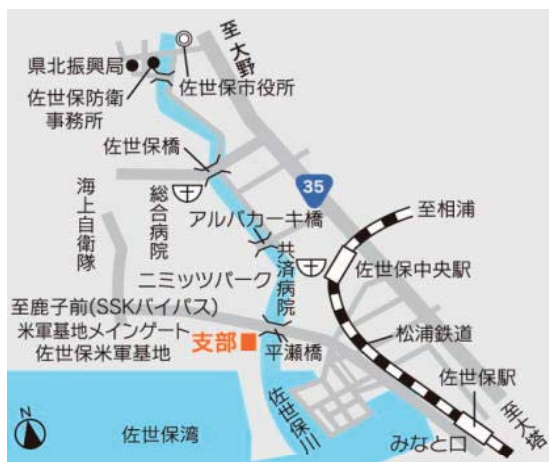 至大野
県北振興局
佐世保市役所
佐世保防衛
事務所
佐世保橋
35
海上自衛隊
総合病院
アルバカーキ橋
至相浦
共済病院
佐世保中央駅
ニミッツパーク
至鹿子前(SSKバイパス)
米軍基地メインゲート
佐世保米軍基地
支部
平瀬橋
松浦鉄道
佐世保駅
至大塔
佐世保川
みなと口
佐世保湾
N